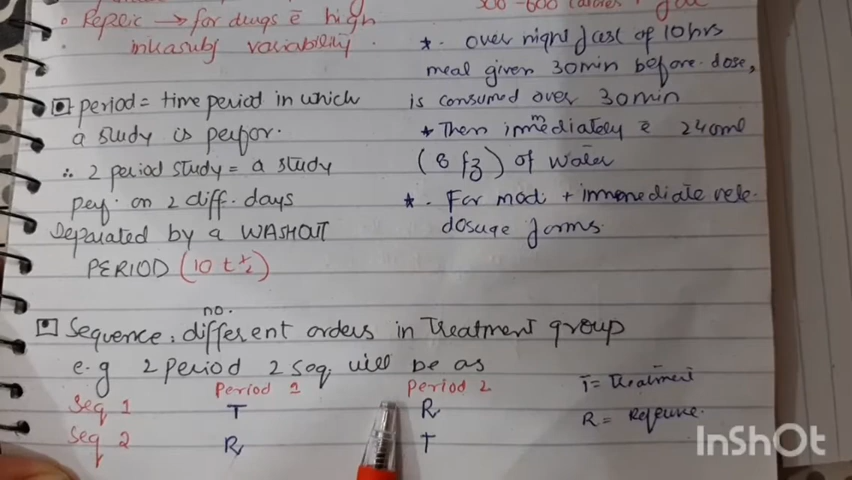 • Replic → for drugs c̄ high
intrasubj variability.
▣ period = time period in which
a study is perfor.
∴ 2 period study = a study
perf. on 2 diff. days
Separated by a WASHOUT
PERIOD (10 t½)
★. over night fast of 10hrs
meal given 30min before dose,
is consumed over 30min
★ Then immediately c̄ 240ml
(8 f℥) of water
★. For mod + immediate rele.
dosage forms.
▣ Sequence: different no. orders in Treatment group
e.g 2 period 2 seq. will be as
Period 1 Period 2
Seq 1 T R
Seq 2 R T
T = Treatment
R = Reference.
InShOt